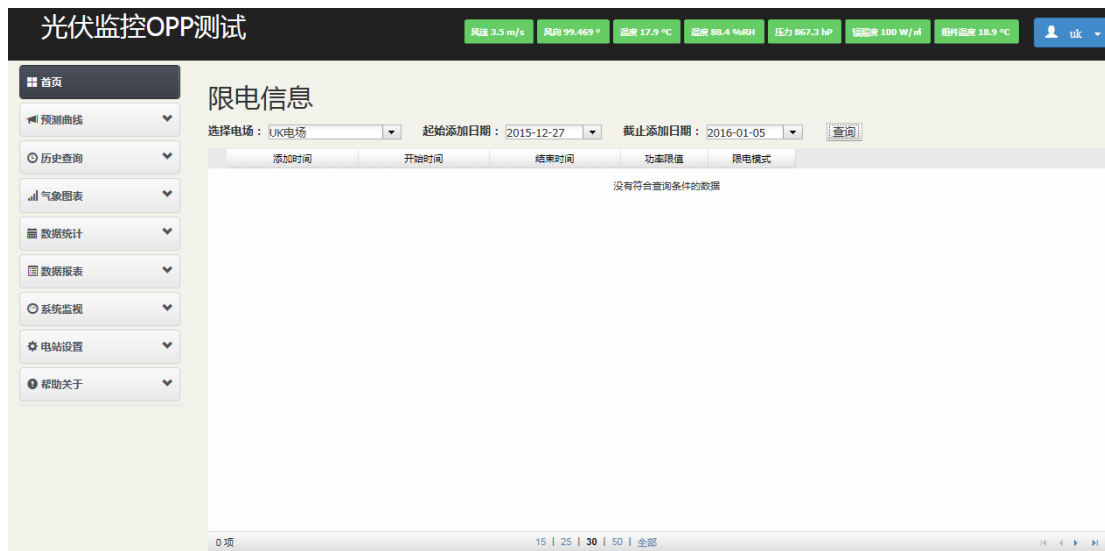 光伏监控OPP测试
风速 3.5 m/s 风向 99.469 ° 温度 17.9 °C 湿度 88.4 %RH 压力 867.3 hP 辐照度 100 W/㎡ 组件温度 18.9 °C uk
首页
预测曲线
历史查询
气象图表
数据统计
数据报表
系统监视
电站设置
帮助关于
限电信息
选择电场： UK电场 起始添加日期： 2015-12-27 截止添加日期： 2016-01-05 查询
添加时间 开始时间 结束时间 功率限值 限电模式
没有符合查询条件的数据
0 项 15 | 25 | 30 | 50 | 全部